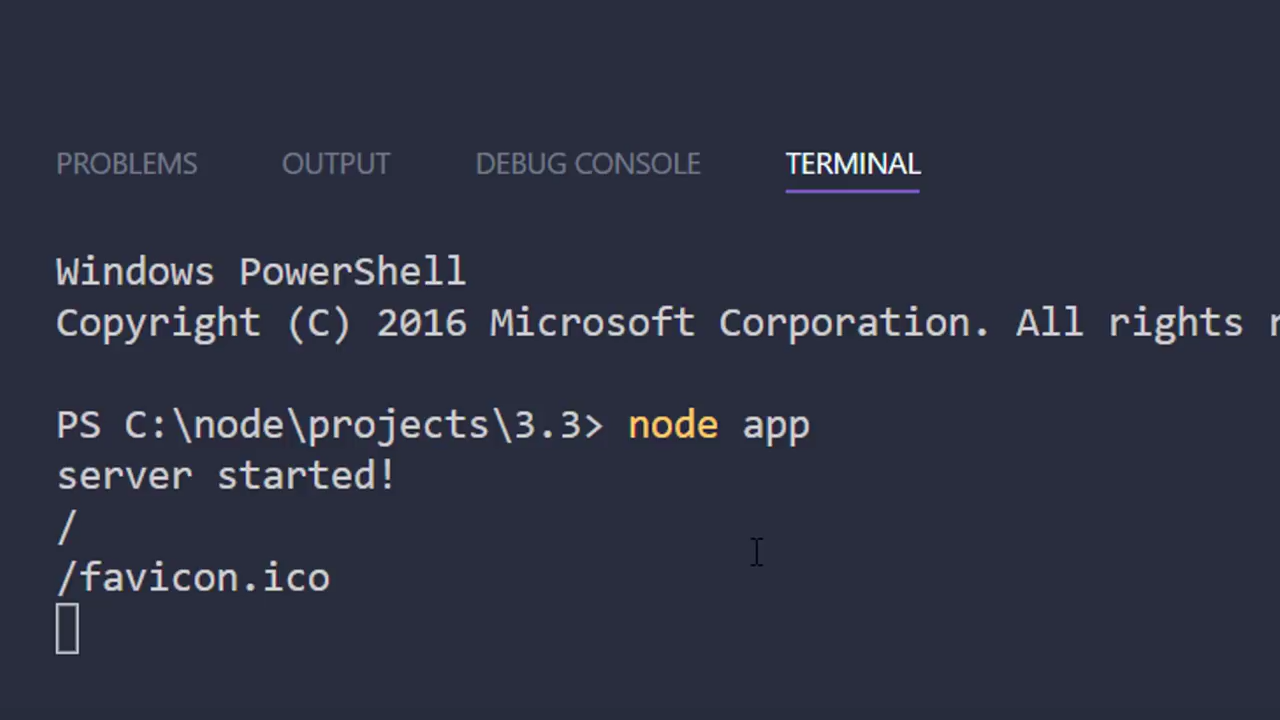 PROBLEMS OUTPUT DEBUG CONSOLE TERMINAL
Windows PowerShell
Copyright (C) 2016 Microsoft Corporation. All rights
PS C:\node\projects\3.3> node app
server started!
/
/favicon.ico